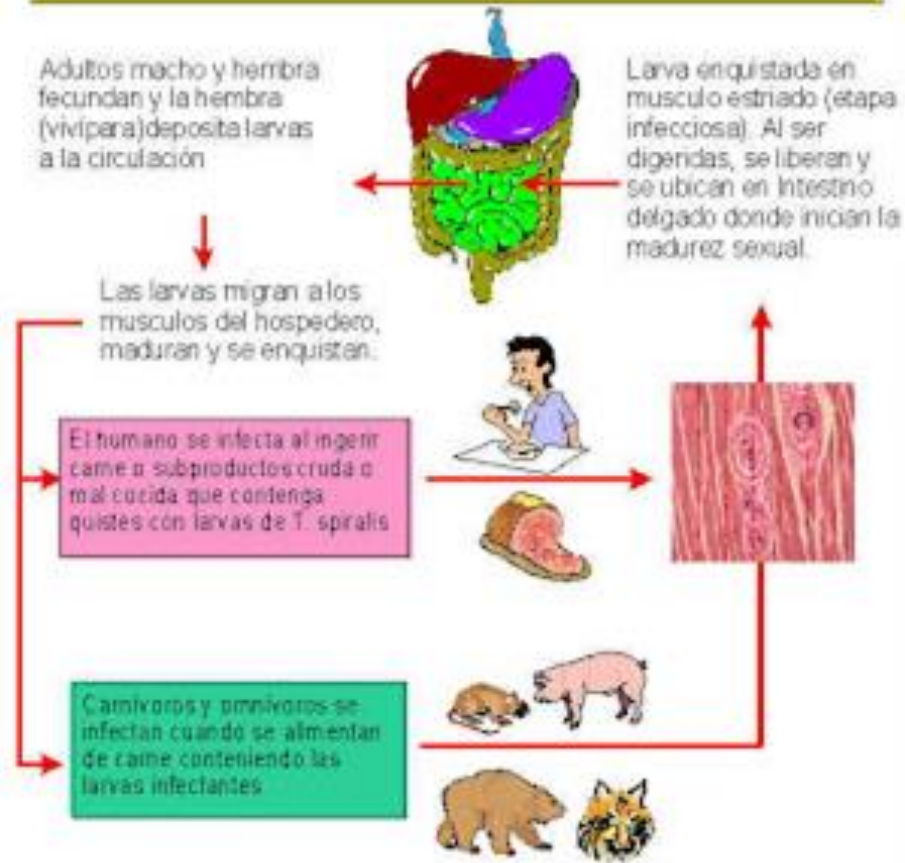 Adultos macho y hembra
fecundan y la hembra
(vivípara)deposita larvas
a la circulación
Larva enquistada en
musculo estriado (etapa
infecciosa). Al ser
digeridas, se liberan y
se ubican en Intestino
delgado donde inician la
madurez sexual.
Las larvas migran a los
musculos del hospedero,
maduran y se enquistan.
El humano se infecta al ingerir
carne o subproductos cruda o
mal cocida que contenga
quistes con larvas de T. spiralis
Carnívoros y omnívoros se
infectan cuando se alimentan
de carne conteniendo las
larvas infectantes